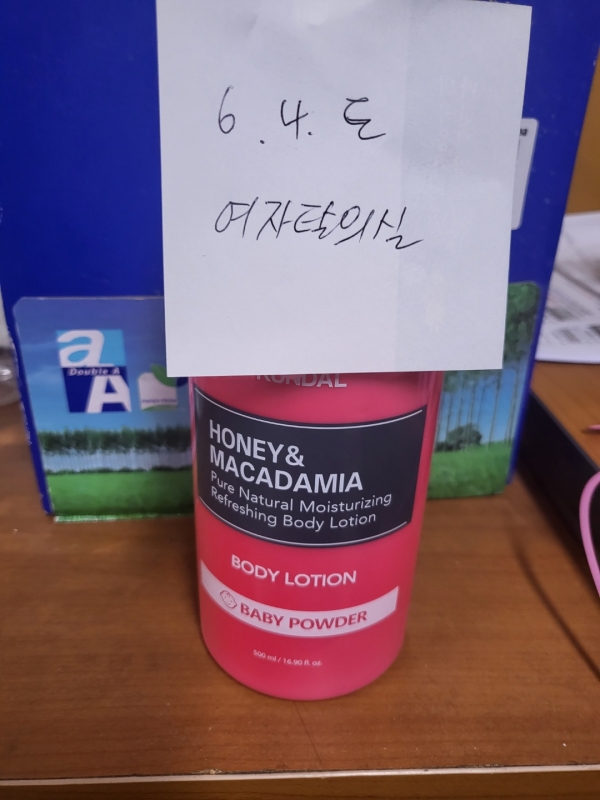 6.4.토
여자탈의실
a
Double A
A
KUNDAL
HONEY&
MACADAMIA
Pure Natural Moisturizing
Refreshing Body Lotion
BODY LOTION
BABY POWDER
500 ml / 16.90 fl. oz.